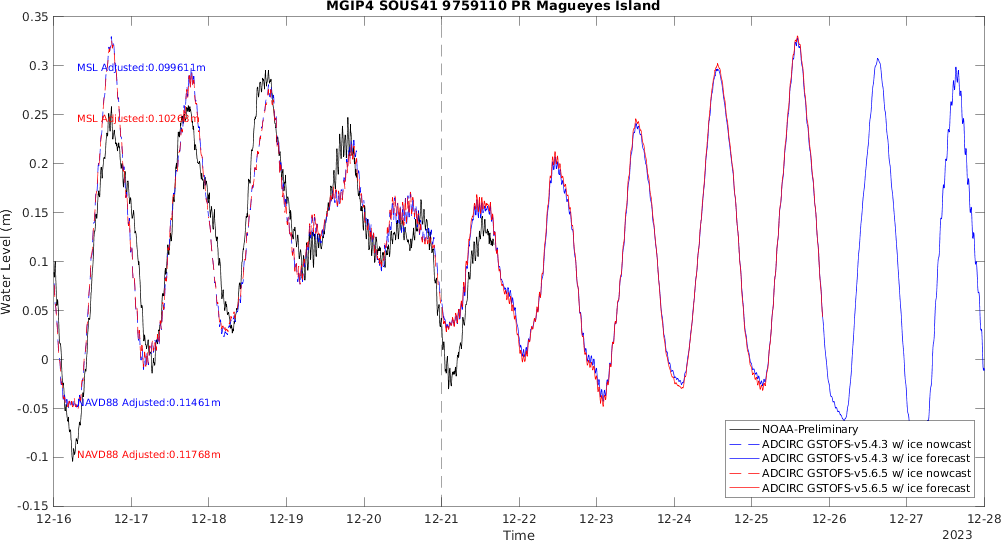 MGIP4 SOUS41 9759110 PR Magueyes Island
0.35
0.3
0.25
0.2
0.15
0.1
0.05
0
-0.05
-0.1
-0.15
Water Level (m)
MSL Adjusted:0.099611m
MSL Adjusted:0.10268m
NAVD88 Adjusted:0.11461m
NAVD88 Adjusted:0.11768m
NOAA-Preliminary
ADCIRC GSTOFS-v5.4.3 w/ ice nowcast
ADCIRC GSTOFS-v5.4.3 w/ ice forecast
ADCIRC GSTOFS-v5.6.5 w/ ice nowcast
ADCIRC GSTOFS-v5.6.5 w/ ice forecast
12-16 12-17 12-18 12-19 12-20 12-21 12-22 12-23 12-24 12-25 12-26 12-27 12-28
Time
2023